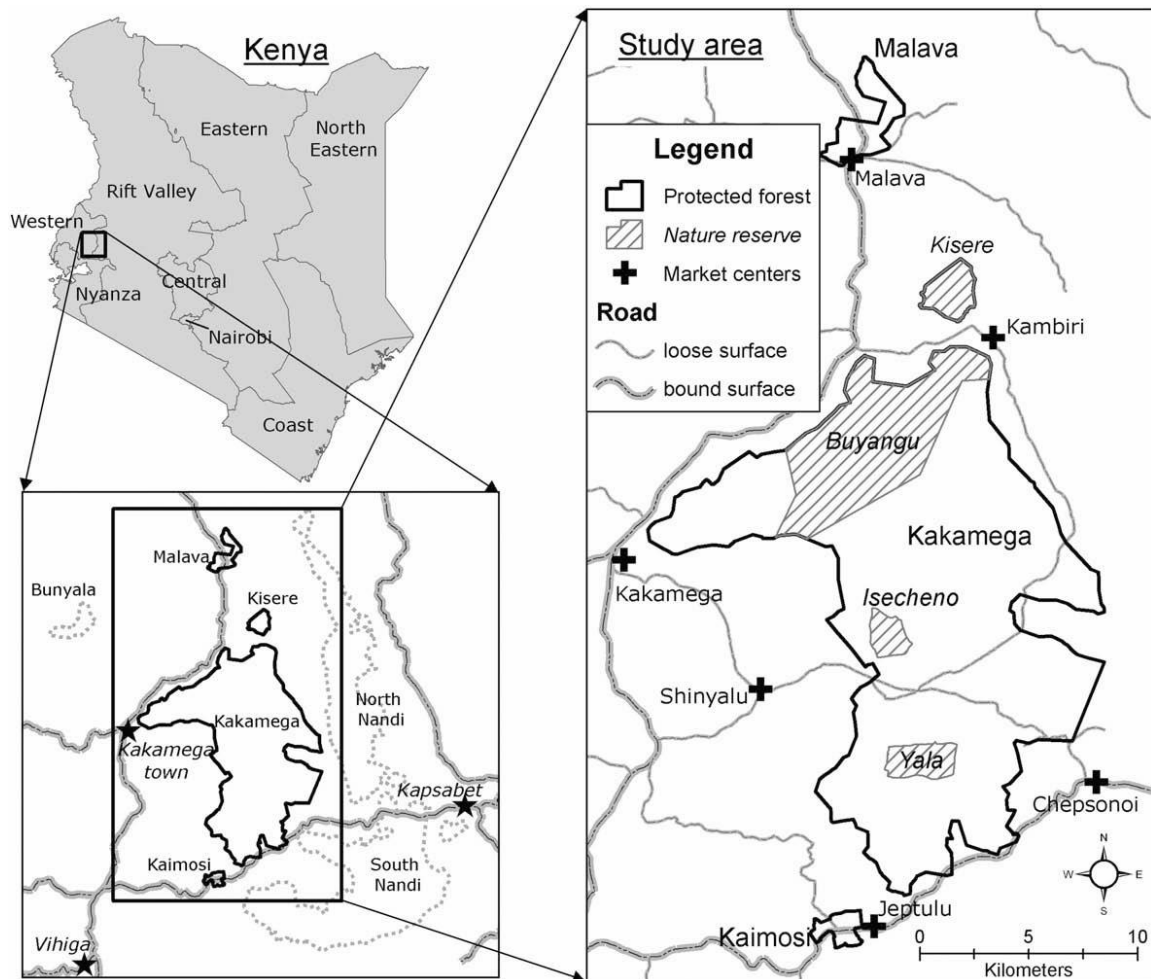 Kenya
Eastern
North
Eastern
Rift Valley
Western
Central
Nyanza
Nairobi
Coast
Malava
Bunyala
Kisere
North
Nandi
Kakamega
Kakamega
town
Kapsabet
Kaimosi
South
Nandi
Vihiga
Study area
Malava
Legend
Protected forest
Nature reserve
Market centers
Road
loose surface
bound surface
Malava
Kisere
Kambiri
Buyangu
Kakamega
Kakamega
Isecheno
Shinyalu
Yala
Chepsonoi
N
W
E
S
Jeptulu
Kaimosi
0 5 10
Kilometers